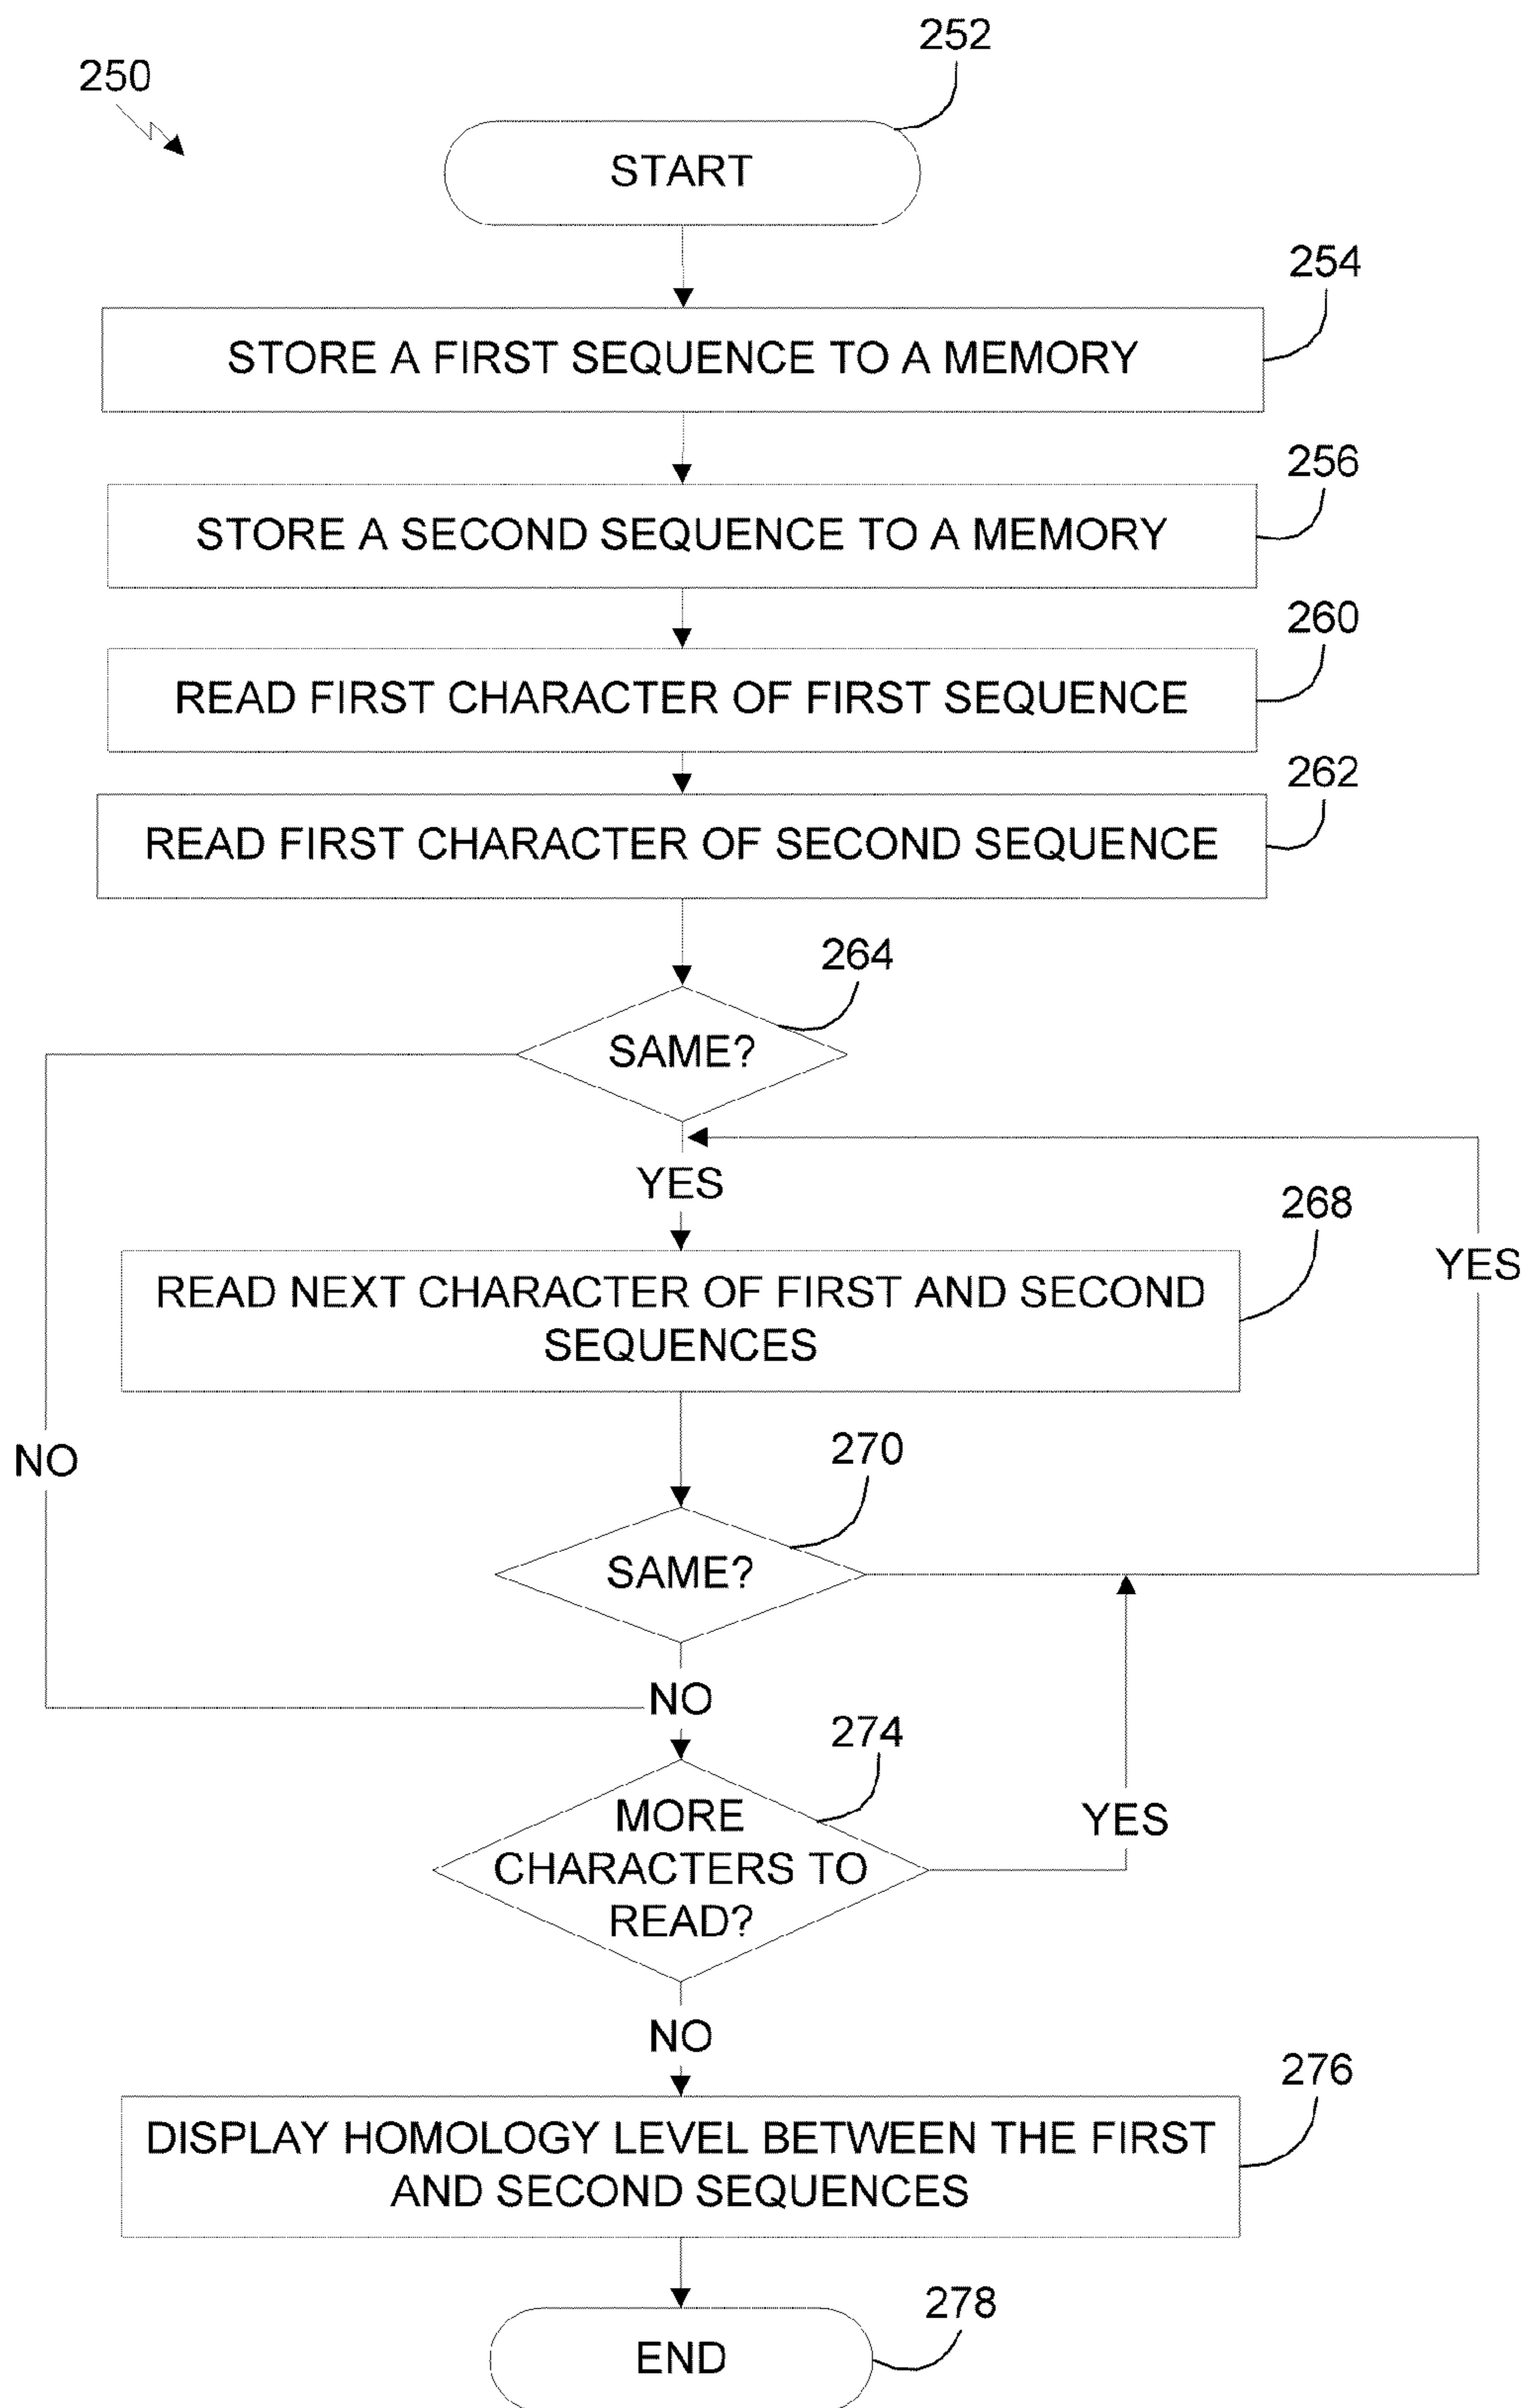 252
250
START
254
STORE A FIRST SEQUENCE TO A MEMORY
256
STORE A SECOND SEQUENCE TO A MEMORY
260
READ FIRST CHARACTER OF FIRST SEQUENCE
262
READ FIRST CHARACTER OF SECOND SEQUENCE
264
SAME?
YES
268
YES
READ NEXT CHARACTER OF FIRST AND SECOND
SEQUENCES
NO
270
SAME?
NO
274
MORE
CHARACTERS TO
READ?
YES
NO
276
DISPLAY HOMOLOGY LEVEL BETWEEN THE FIRST
AND SECOND SEQUENCES
278
END